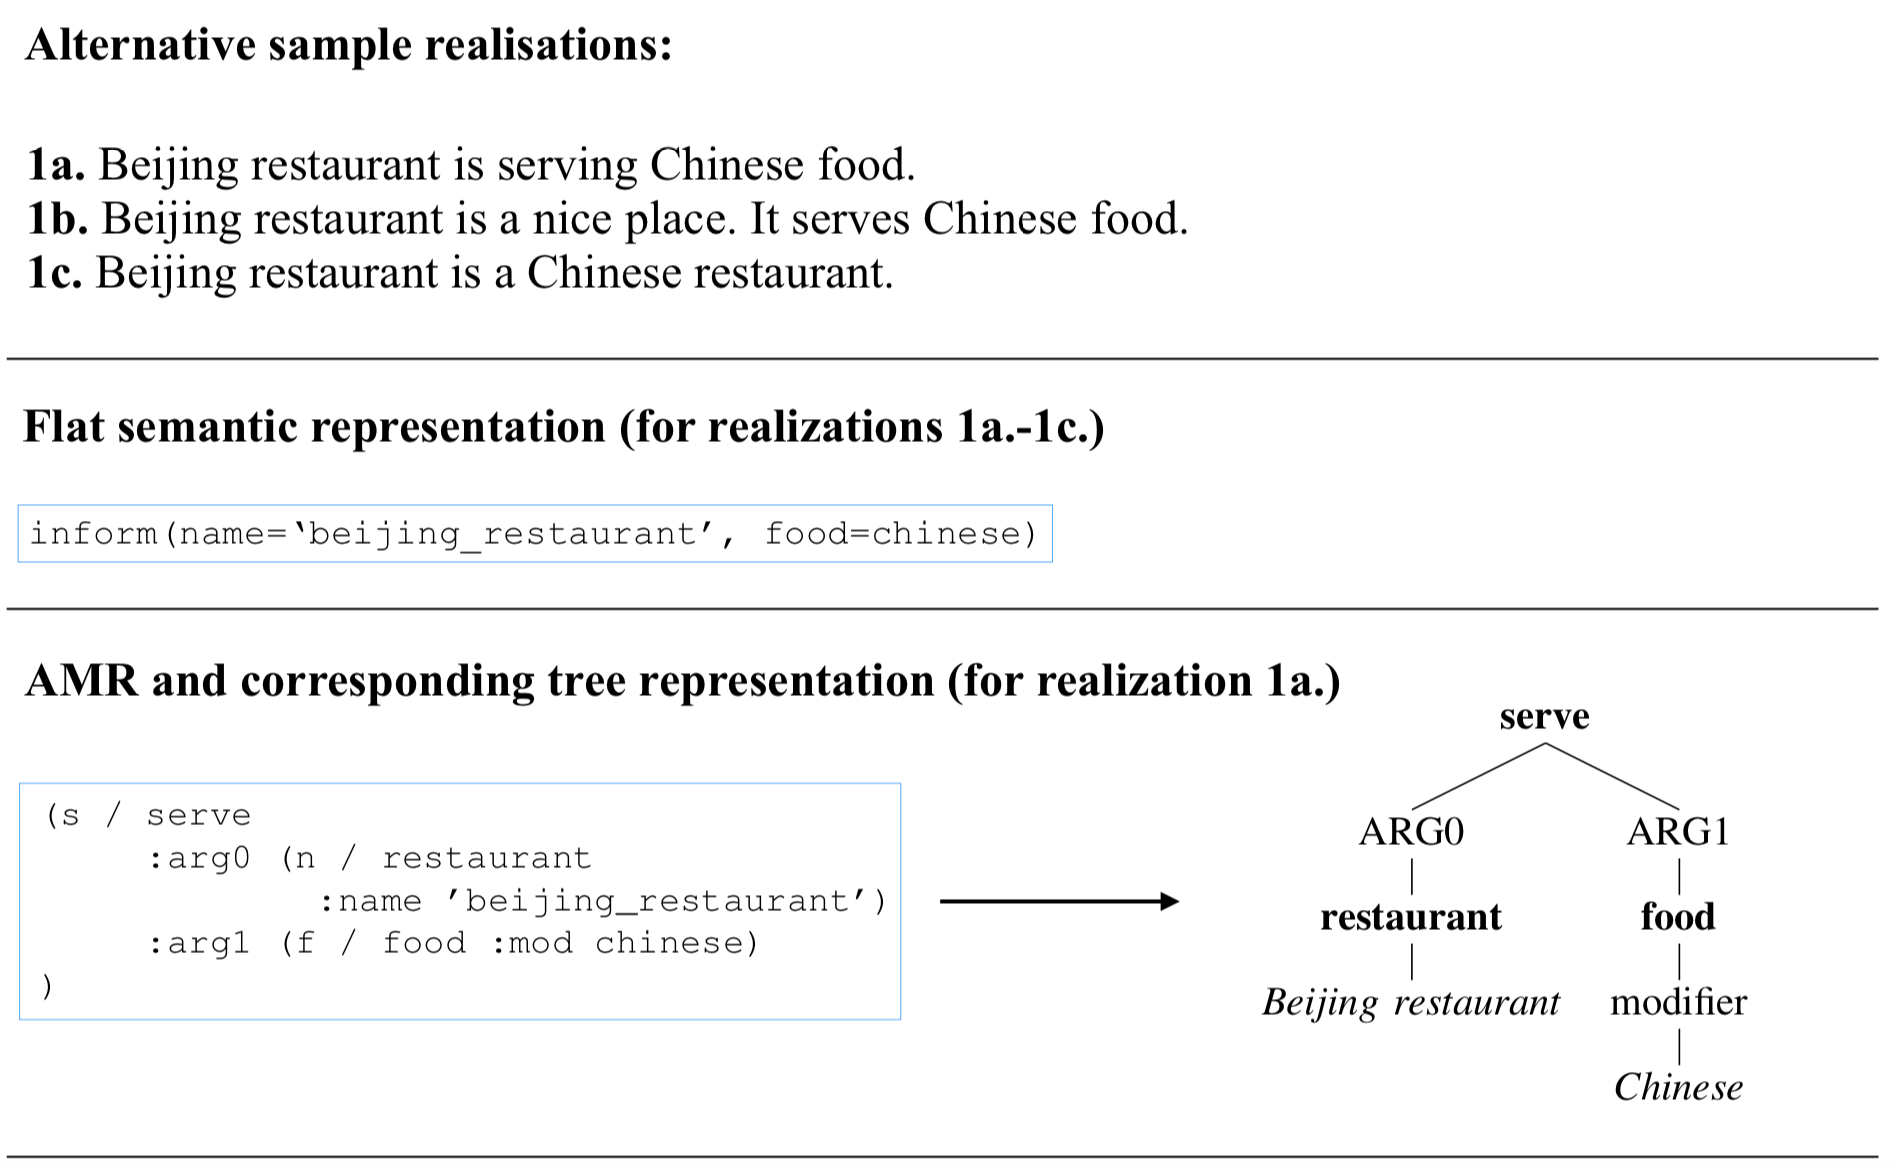 Alternative sample realisations:
1a. Beijing restaurant is serving Chinese food.
1b. Beijing restaurant is a nice place. It serves Chinese food.
1c. Beijing restaurant is a Chinese restaurant.
Flat semantic representation (for realizations 1a.-1c.)
inform(name=‘beijing_restaurant’, food=chinese)
AMR and corresponding tree representation (for realization 1a.)
(s / serve
:arg0 (n / restaurant
:name ’beijing_restaurant’)
:arg1 (f / food :mod chinese)
)
serve
ARG0 ARG1
restaurant food
Beijing restaurant modifier
Chinese